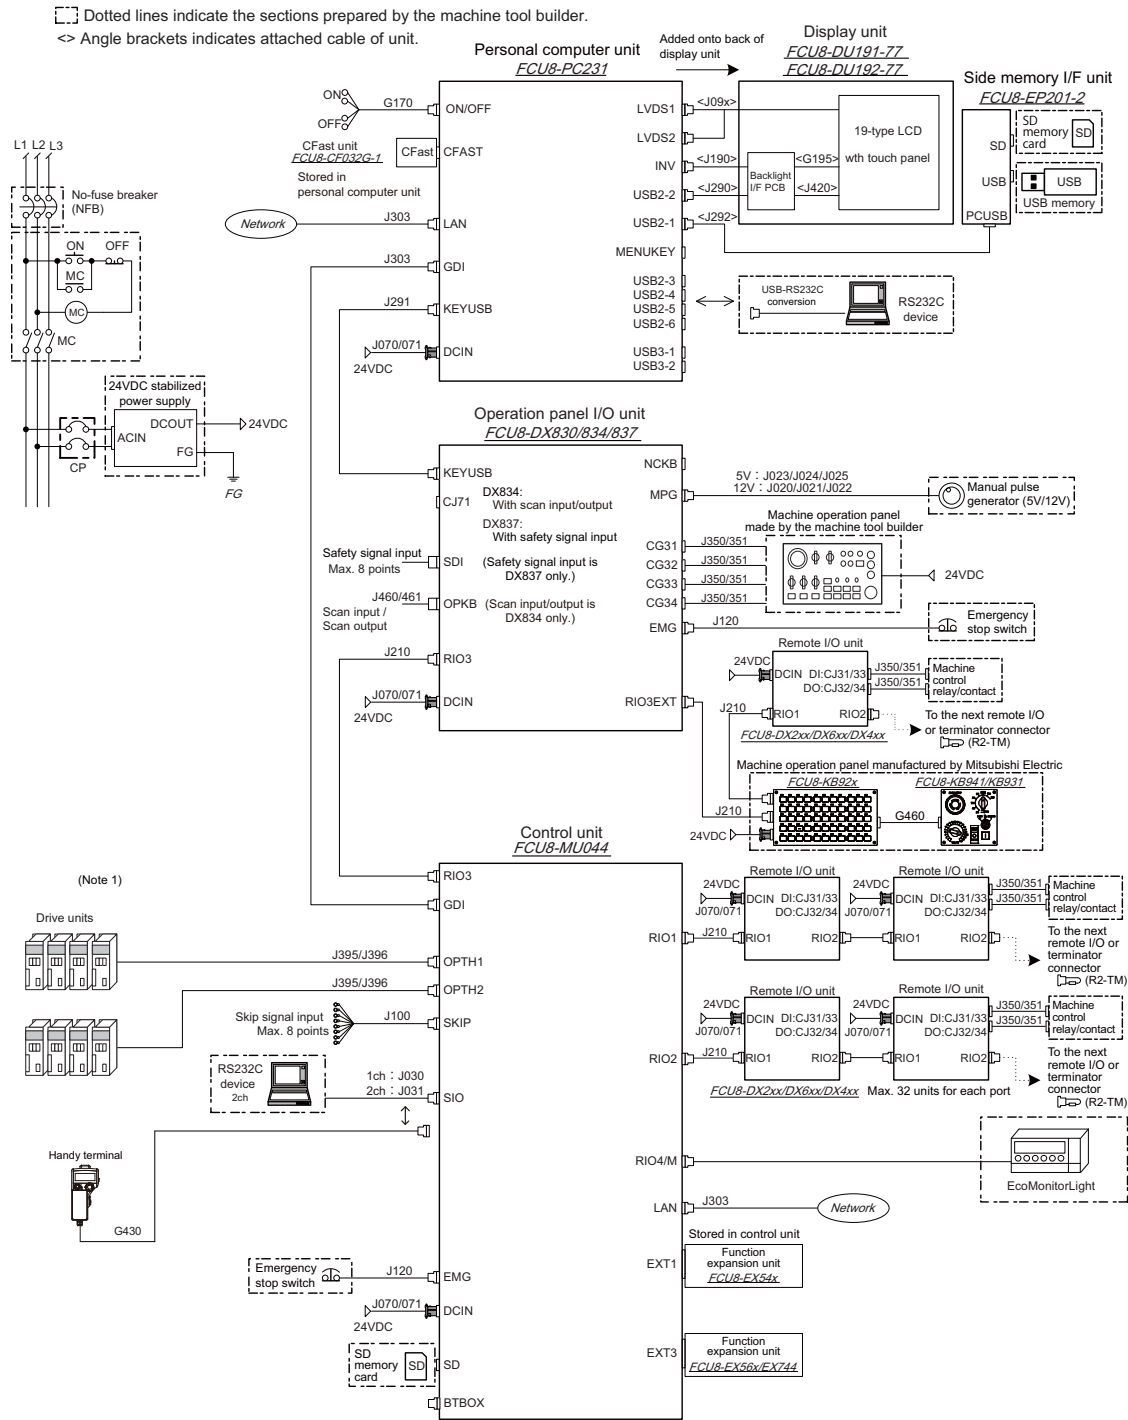 Dotted lines indicate the sections prepared by the machine tool builder.
<> Angle brackets indicates attached cable of unit.
Personal computer unit
FCU8-PC231
Added onto back of
display unit
Display unit
FCU8-DU191-77
FCU8-DU192-77
Side memory I/F unit
FCU8-EP201-2
ON
OFF
G170
ON/OFF
CFast unit
FCU8-CF032G-1
CFast
CFAST
Stored in
personal computer unit
Network
J303
LAN
J303
GDI
J291
KEYUSB
J070/071
24VDC
DCIN
LVDS1
<J09x>
LVDS2
INV
<J190>
<G195>
USB2-2
<J290>
<J420>
USB2-1
<J292>
MENUKEY
USB2-3
USB2-4
USB2-5
USB2-6
USB3-1
USB3-2
19-type LCD
wth touch panel
Backlight
I/F PCB
SD
USB
PCUSB
SD
memory
card
SD
USB
USB memory
USB-RS232C
conversion
RS232C
device
L1 L2 L3
No-fuse breaker
(NFB)
ON
OFF
MC
MC
MC
24VDC stabilized
power supply
DCOUT
ACIN
FG
24VDC
CP
FG
Operation panel I/O unit
FCU8-DX830/834/837
KEYUSB
CJ71
DX834:
With scan input/output
DX837:
With safety signal input
Safety signal input
Max. 8 points
SDI
(Safety signal input is
DX837 only.)
J460/461
OPKB
(Scan input/output is
DX834 only.)
Scan input /
Scan output
J210
RIO3
J070/071
24VDC
DCIN
NCKB
MPG
5V : J023/J024/J025
12V : J020/J021/J022
Manual pulse
generator (5V/12V)
Machine operation panel
made by the machine tool builder
CG31
J350/351
CG32
J350/351
CG33
J350/351
CG34
J350/351
24VDC
EMG
J120
Emergency
stop switch
RIO3EXT
Remote I/O unit
24VDC
DCIN
DI:CJ31/33
DO:CJ32/34
J350/351
J350/351
Machine
control
relay/contact
J210
RIO1
RIO2
FCU8-DX2xx/DX6xx/DX4xx
To the next remote I/O
or terminator connector
(R2-TM)
Machine operation panel manufactured by Mitsubishi Electric
FCU8-KB92x
FCU8-KB941/KB931
J210
24VDC
G460
Control unit
FCU8-MU044
RIO3
GDI
(Note 1)
Drive units
J395/J396
OPTH1
J395/J396
OPTH2
Skip signal input
Max. 8 points
J100
SKIP
RS232C
device
2ch
1ch : J030
2ch : J031
SIO
Handy terminal
G430
Emergency
stop switch
J120
EMG
J070/071
24VDC
DCIN
SD
memory
card
SD
SD
BTBOX
Remote I/O unit
Remote I/O unit
24VDC
J070/071
DCIN
DI:CJ31/33
DO:CJ32/34
24VDC
J070/071
DCIN
DI:CJ31/33
DO:CJ32/34
J350/351
J350/351
Machine
control
relay/contact
RIO1
J210
RIO1
RIO2
RIO1
RIO2
To the next
remote I/O or
terminator
connector
(R2-TM)
Remote I/O unit
Remote I/O unit
24VDC
J070/071
DCIN
DI:CJ31/33
DO:CJ32/34
24VDC
J070/071
DCIN
DI:CJ31/33
DO:CJ32/34
J350/351
J350/351
Machine
control
relay/contact
RIO2
J210
RIO1
RIO2
RIO1
RIO2
To the next
remote I/O or
terminator
connector
(R2-TM)
FCU8-DX2xx/DX6xx/DX4xx
Max. 32 units for each port
RIO4/M
EcoMonitorLight
LAN
J303
Network
Stored in control unit
EXT1
Function
expansion unit
FCU8-EX54x
EXT3
Function
expansion unit
FCU8-EX56x/EX744